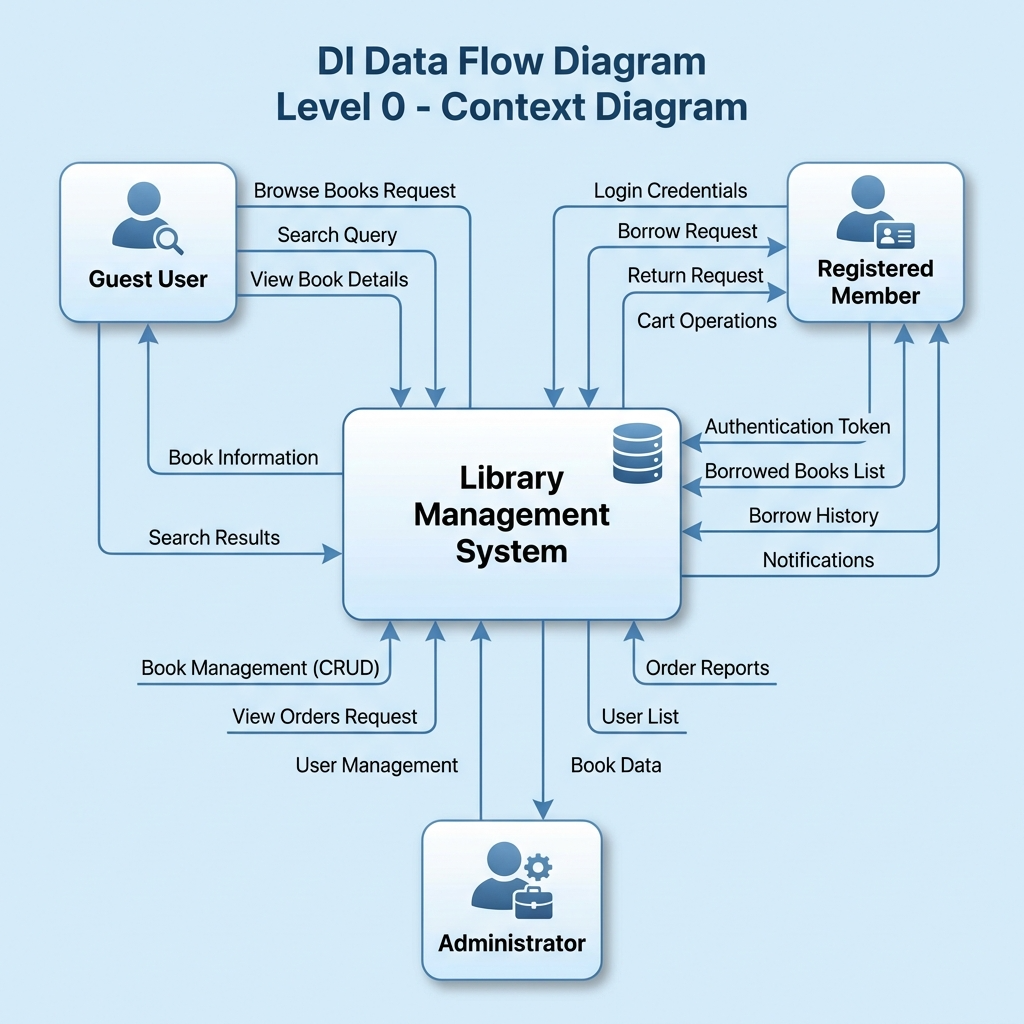 DI Data Flow Diagram
Level 0 - Context Diagram
Guest User
Browse Books Request
Search Query
View Book Details
Login Credentials
Borrow Request
Return Request
Cart Operations
Registered
Member
Book Information
Search Results
Library
Management
System
Authentication Token
Borrowed Books List
Borrow History
Notifications
Book Management (CRUD)
View Orders Request
User Management
Order Reports
User List
Book Data
Administrator